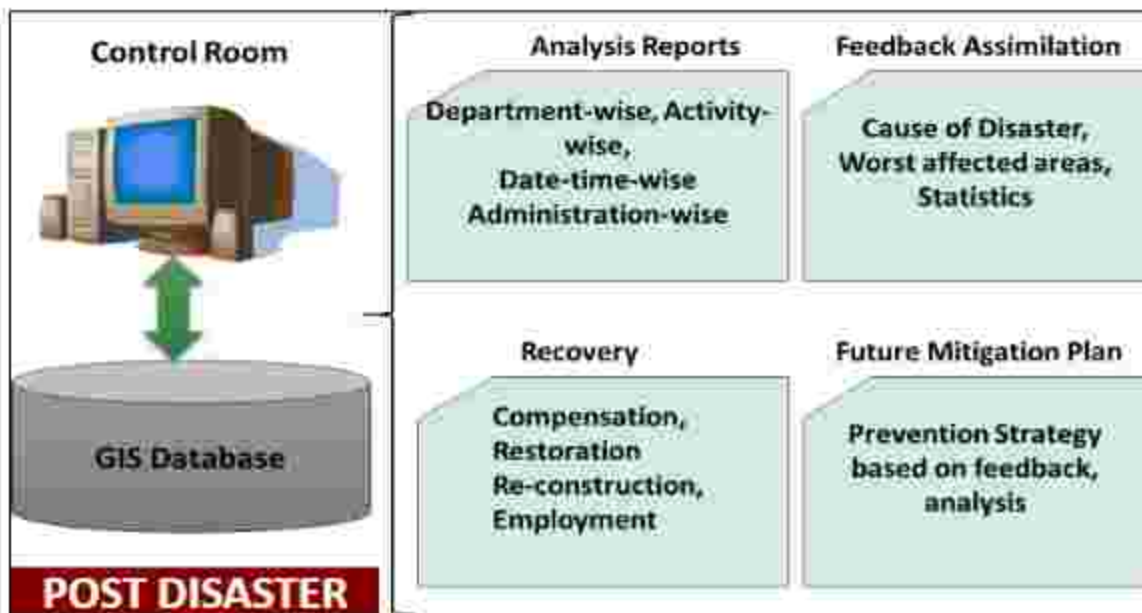 Control Room
GIS Database
POST DISASTER
Analysis Reports
Department-wise, Activity-
wise,
Date-time-wise
Administration-wise
Feedback Assimilation
Cause of Disaster,
Worst affected areas,
Statistics
Recovery
Compensation,
Restoration
Re-construction,
Employment
Future Mitigation Plan
Prevention Strategy
based on feedback,
analysis